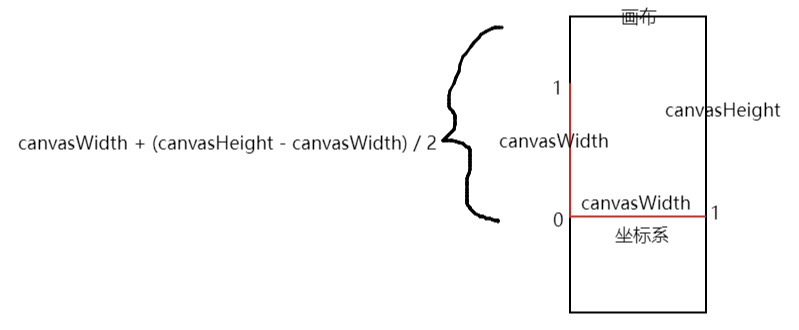 画布
1
canvasHeight
canvasWidth + (canvasHeight - canvasWidth) / 2
canvasWidth
canvasWidth
0
1
坐标系